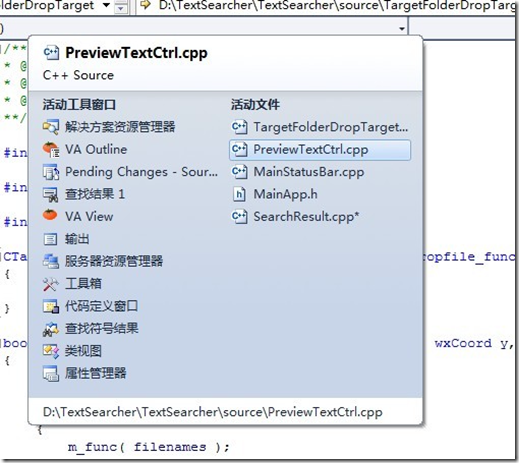 olderDropTarget
D:\TextSearcher\TextSearcher\source\TargetFolderDropTarg
)
PreviewTextCtrl.cpp
C++ Source
/**
* @
* @
* @
**/
#in
#in
#in
CTa
ropfile_func
{
}
boo
wxCoord y,
{
活动工具窗口
解决方案资源管理器
VA Outline
Pending Changes - Sour...
查找结果 1
VA View
输出
服务器资源管理器
工具箱
代码定义窗口
查找符号结果
类视图
属性管理器
活动文件
TargetFolderDropTarget...
PreviewTextCtrl.cpp
MainStatusBar.cpp
MainApp.h
SearchResult.cpp*
D:\TextSearcher\TextSearcher\source\PreviewTextCtrl.cpp
{
m_func( filenames );